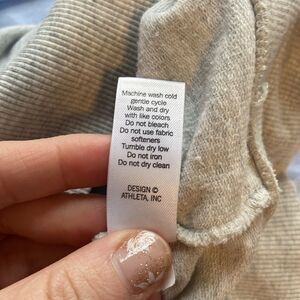 Machine wash cold
gentle cycle
Wash and dry
with like colors
Do not bleach
Do not use fabric
softeners
Tumble dry low
Do not iron
Do not dry clean
DESIGN ©
ATHLETA, INC